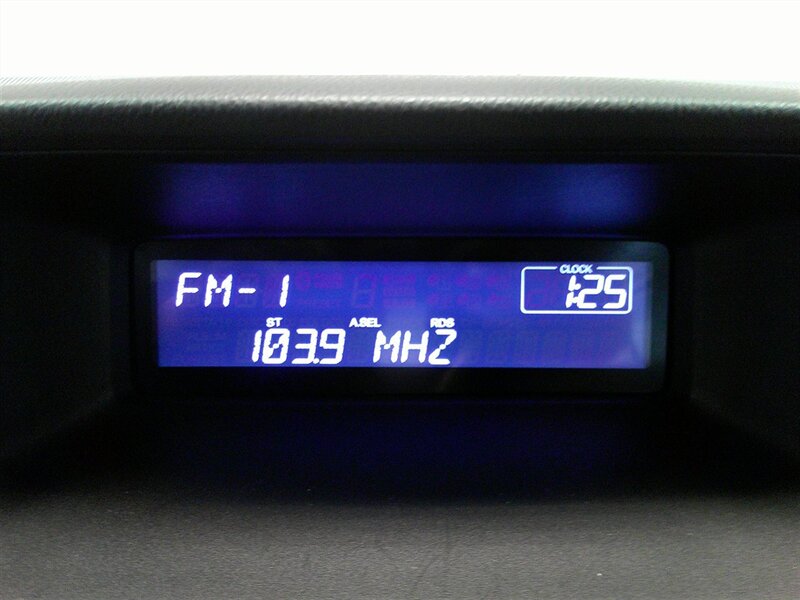 FM-1
CLOCK
1:25
ST A.SEL RDS
103.9 MHZ